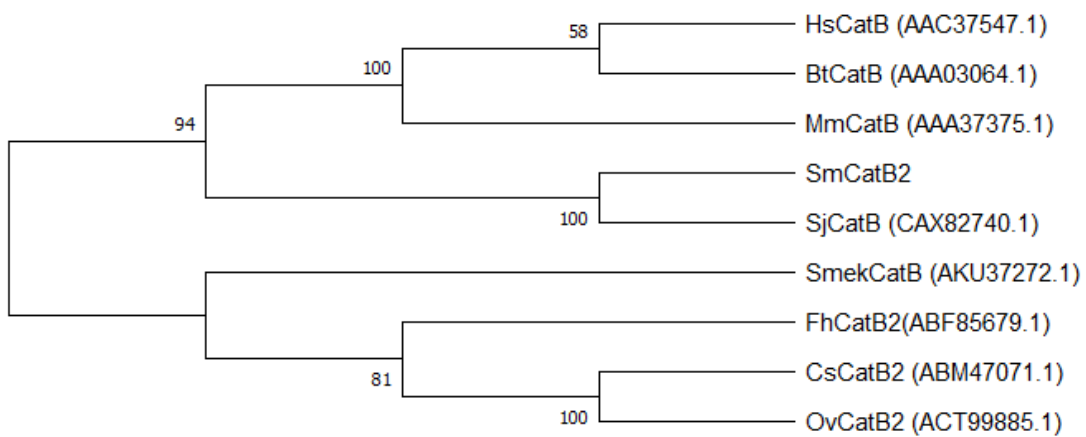 HsCatB (AAC37547.1)
58
BtCatB (AAA03064.1)
100
MmCatB (AAA37375.1)
94
SmCatB2
100
SjCatB (CAX82740.1)
SmekCatB (AKU37272.1)
FhCatB2(ABF85679.1)
81
CsCatB2 (ABM47071.1)
100
OvCatB2 (ACT99885.1)